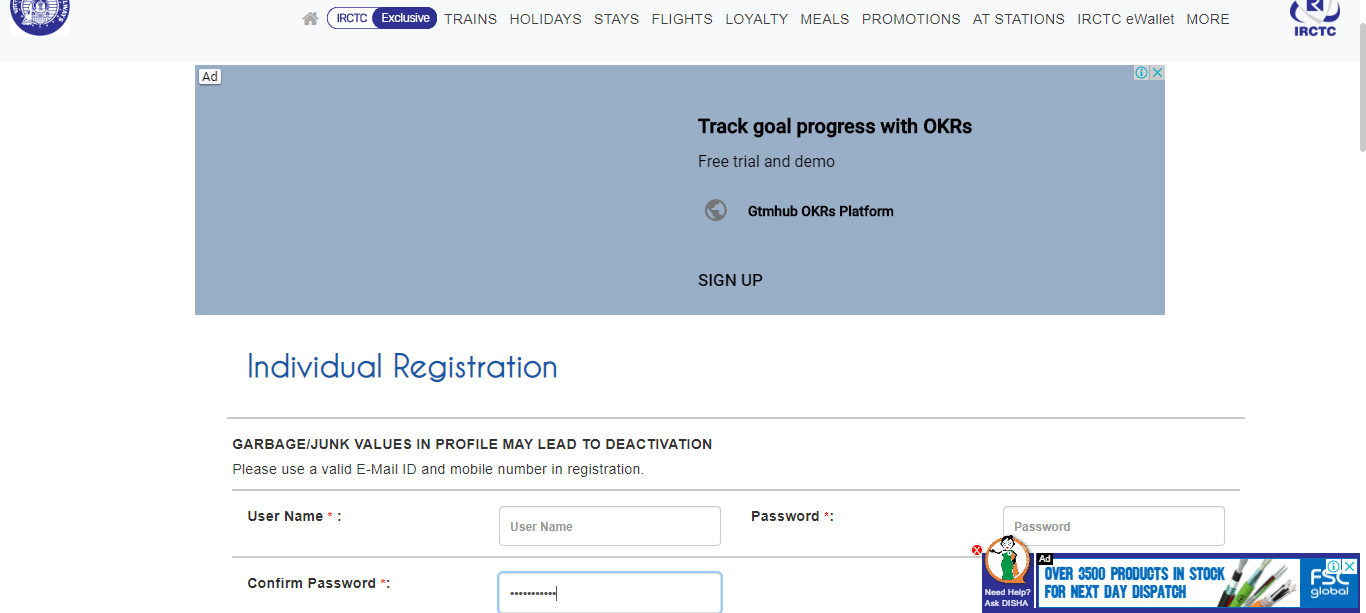 IRCTC Exclusive TRAINS HOLIDAYS STAYS FLIGHTS LOYALTY MEALS PROMOTIONS AT STATIONS IRCTC eWallet MORE
IRCTC
Ad
Track goal progress with OKRs
Free trial and demo
Gtmhub OKRs Platform
SIGN UP
Individual Registration
GARBAGE/JUNK VALUES IN PROFILE MAY LEAD TO DEACTIVATION
Please use a valid E-Mail ID and mobile number in registration.
User Name * :
User Name
Password *:
Password
Confirm Password *:
•••••••••••
Need Help?
Ask DISHA
Ad
OVER 3500 PRODUCTS IN STOCK
FOR NEXT DAY DISPATCH
FSC
global